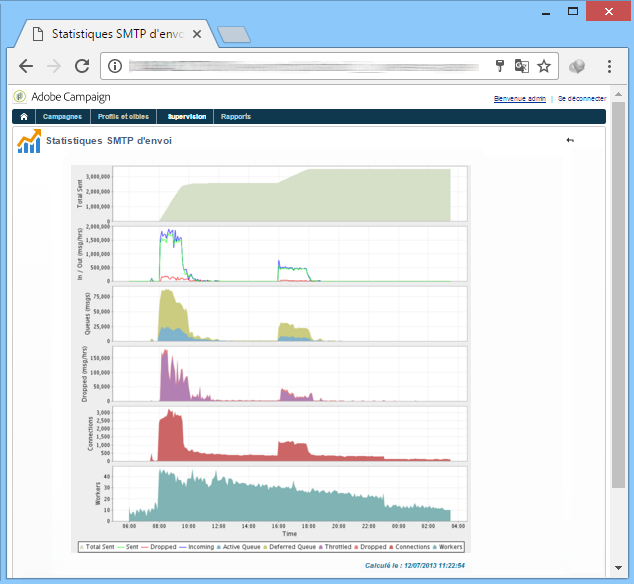 Statistiques SMTP d'envo
Adobe Campaign
Bienvenue admin | Se déconnecter
Campagnes Profils et cibles Supervision Rapports
Statistiques SMTP d'envoi
Total Sent
3,000,000
2,000,000
1,000,000
0
In / Out (msg/hrs)
2,000,000
1,500,000
1,000,000
500,000
0
Queues (msgs)
75,000
50,000
25,000
0
Dropped (msg/hrs)
150,000
100,000
50,000
0
Connections
3,000
2,500
2,000
1,500
1,000
500
0
Workers
40
30
20
10
0
06:00 08:00 10:00 12:00 14:00 16:00 18:00 20:00 22:00 00:00 02:00 04:00
Time
Total Sent Sent Dropped Incoming Active Queue Deferred Queue Throttled Dropped Connections Workers
Calculé le : 12/07/2013 11:22:54